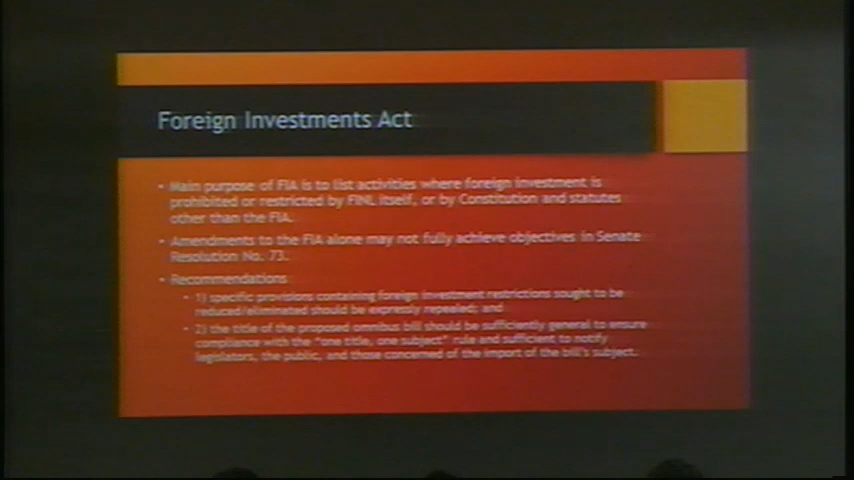 Foreign Investments Act
• Main purpose of FIA is to list activities where foreign investment is
prohibited or restricted by FINL itself, or by Constitution and statutes
other than the FIA.
• Amendments to the FIA alone may not fully achieve objectives in Senate
Resolution No. 73.
• Recommendations
• 1) specific provisions containing foreign investment restrictions sought to be
reduced/eliminated should be expressly repealed; and
• 2) the title of the proposed omnibus bill should be sufficiently general to ensure
compliance with the "one title, one subject" rule and sufficient to notify
legislators, the public, and those concerned of the import of the bill's subject.